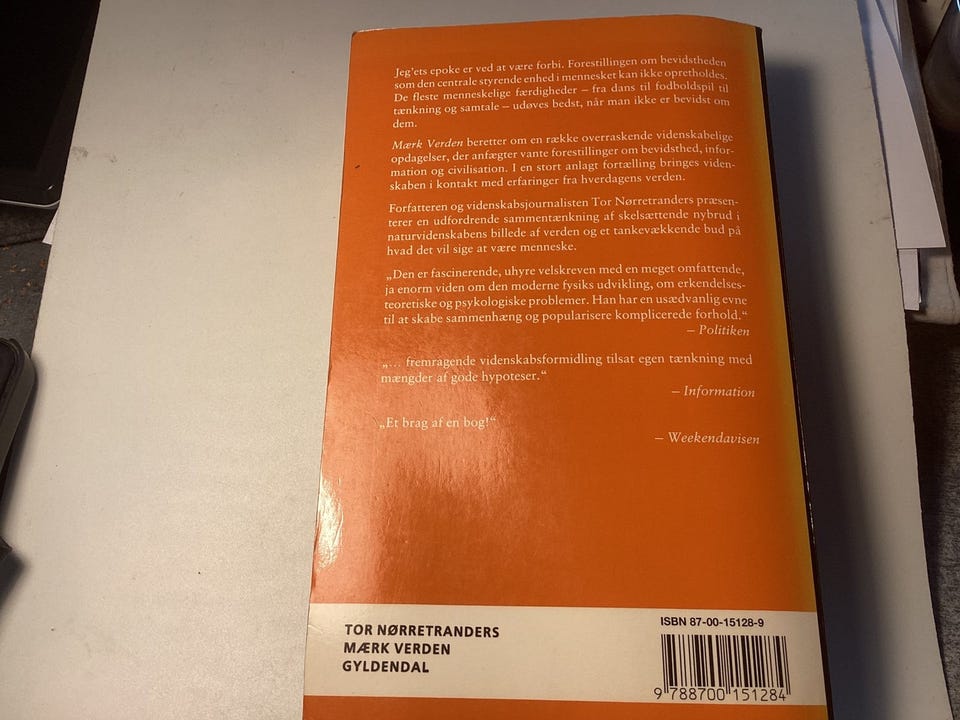 Jeg'ets epoke er ved at være forbi. Forestillingen om bevidstheden
som den centrale styrende enhed i mennesket kan ikke opretholdes.
De fleste menneskelige færdigheder – fra dans til fodboldspil til
tænkning og samtale – udøves bedst, når man ikke er bevidst om
dem.
Mærk Verden beretter om en række overraskende videnskabelige
opdagelser, der anfægter vante forestillinger om bevidsthed, infor-
mation og civilisation. I en stort anlagt fortælling bringes viden-
skaben i kontakt med erfaringer fra hverdagens verden.
Forfatteren og videnskabsjournalisten Tor Nørretranders præsen-
terer en udfordrende sammentænkning af skelsættende nybrud i
naturvidenskabens billede af verden og et tankevækkende bud på
hvad det vil sige at være menneske.
„Den er fascinerende, uhyre velskreven med en meget omfattende,
ja enorm viden om den moderne fysiks udvikling, om erkendelses-
teoretiske og psykologiske problemer. Han har en usædvanlig evne
til at skabe sammenhæng og popularisere komplicerede forhold.“
– Politiken
„... fremragende videnskabsformidling tilsat egen tænkning med
mængder af gode hypoteser.“
– Information
„Et brag af en bog!“
– Weekendavisen
TOR NØRRETRANDERS
MÆRK VERDEN
GYLDENDAL
ISBN 87-00-15128-9
9 788700 151284